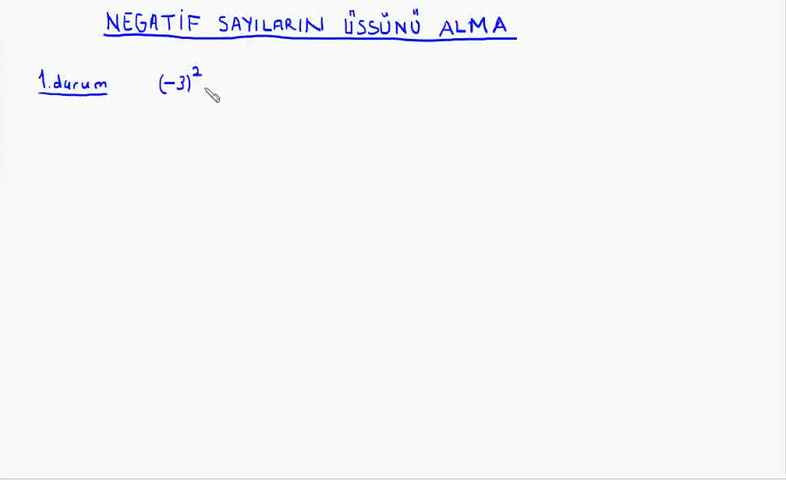 NEGATİF SAYILARIN ÜSSÜNÜ ALMA
1.durum (-3)²